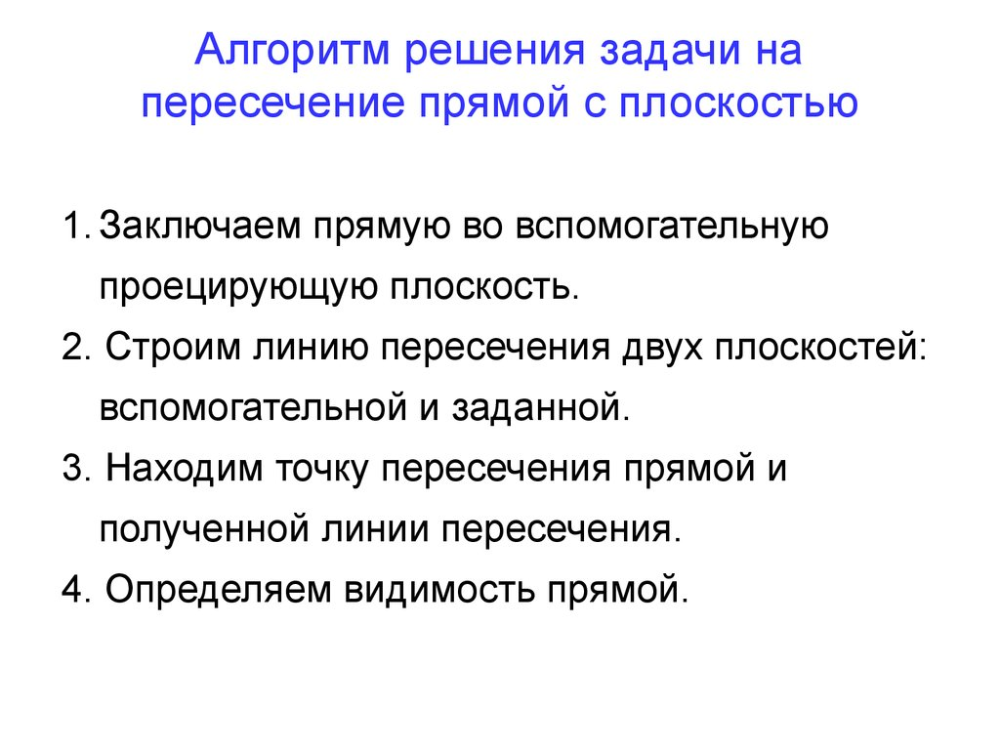 Алгоритм решения задачи на
пересечение прямой с плоскостью
1. Заключаем прямую во вспомогательную
проецирующую плоскость.
2. Строим линию пересечения двух плоскостей:
вспомогательной и заданной.
3. Находим точку пересечения прямой и
полученной линии пересечения.
4. Определяем видимость прямой.